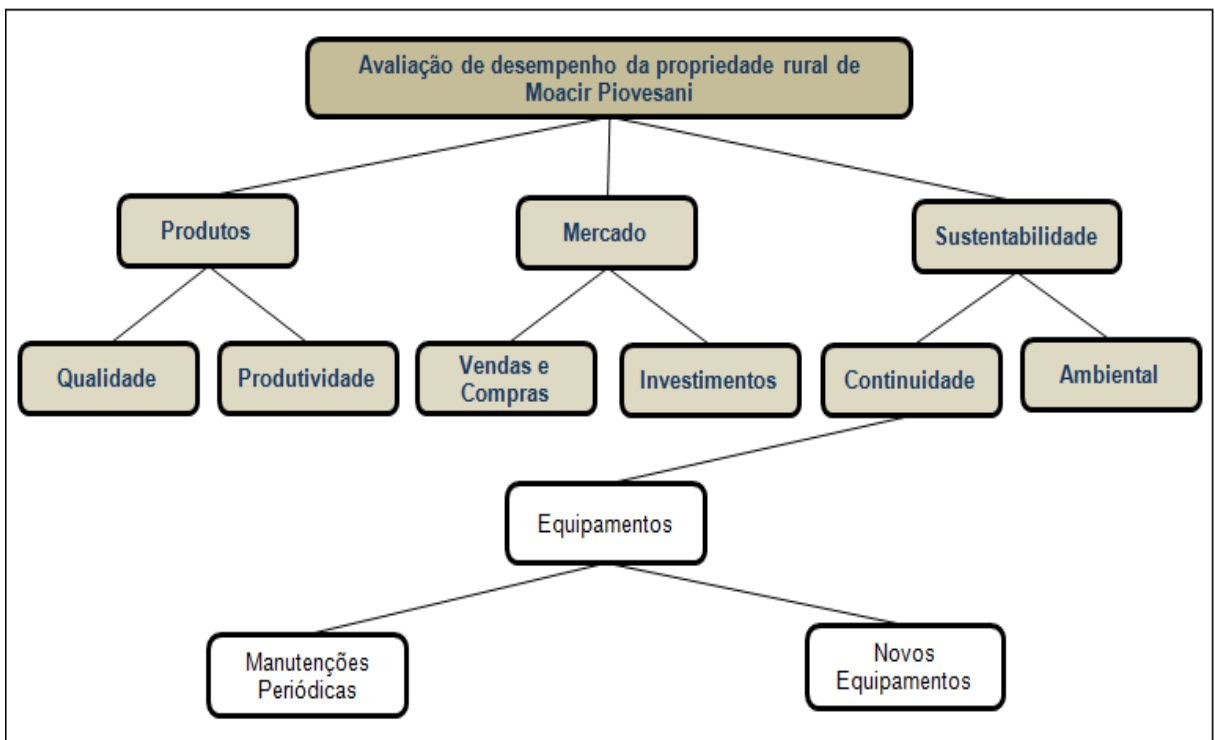 Avaliação de desempenho da propriedade rural de
Moacir Piovesani
Produtos
Mercado
Sustentabilidade
Qualidade
Produtividade
Vendas e
Compras
Investimentos
Continuidade
Ambiental
Equipamentos
Manutenções
Periódicas
Novos
Equipamentos